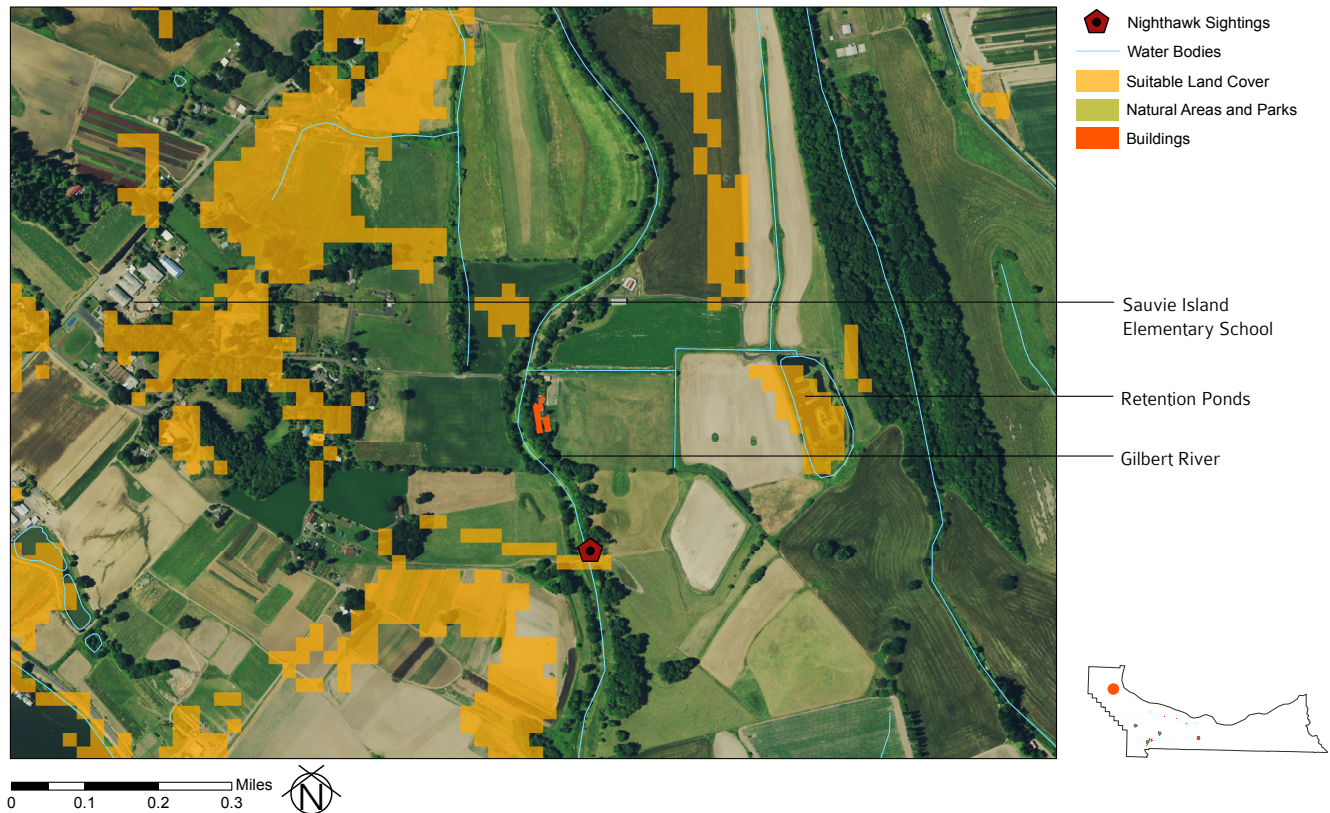 Nighthawk Sightings
Water Bodies
Suitable Land Cover
Natural Areas and Parks
Buildings
Sauvie Island
Elementary School
Retention Ponds
Gilbert River
Miles
0 0.1 0.2 0.3
N